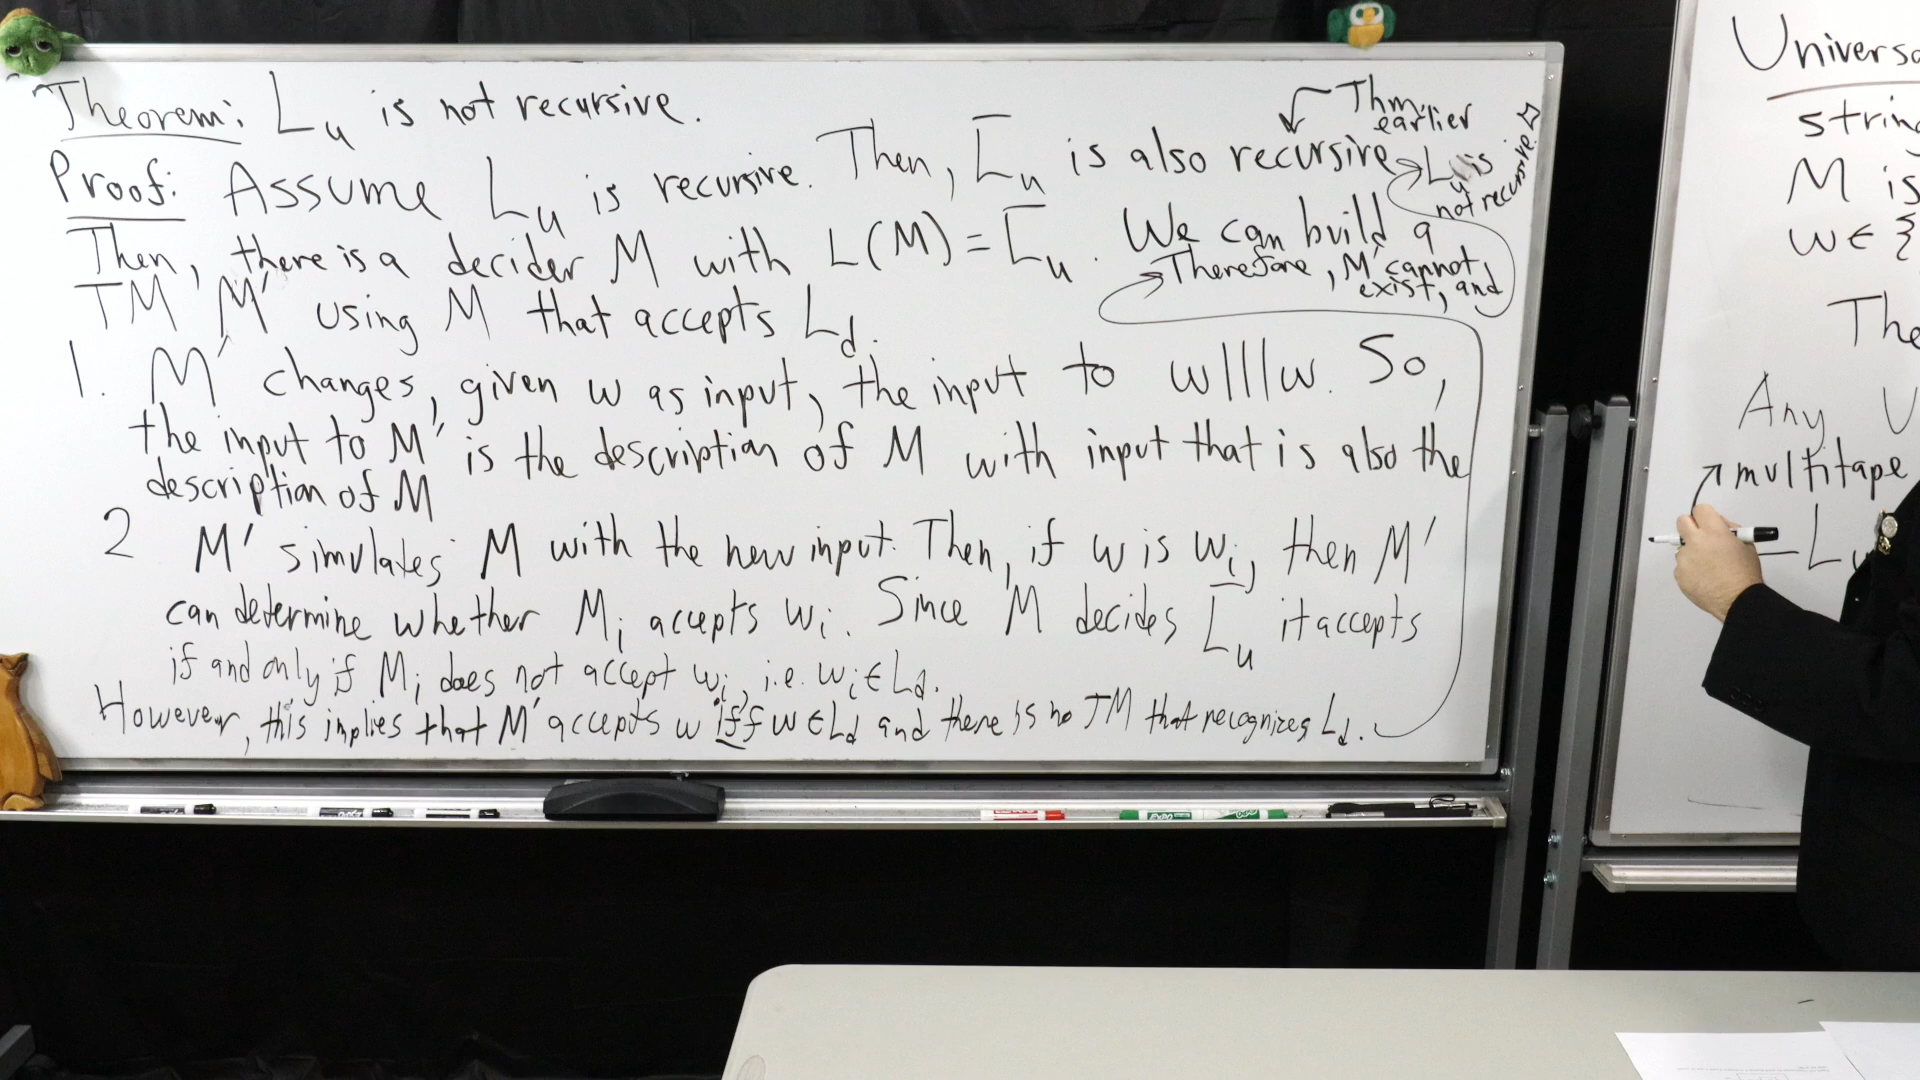 Theorem: Lu is not recursive.
Thm. earlier
Proof: Assume Lu is recursive. Then, L̅u is also recursive
Then, there is a decider M with L(M) = L̅u. We can build a
TM M' using M that accepts Ld.
1. M' changes, given w as input, the input to w111w. So,
the input to M' is the description of M with input that is also the
description of M
2 M' simulates M with the new input. Then, if w is wi, then M'
can determine whether Mi accepts wi. Since M decides L̅u it accepts
if and only if Mi does not accept wi, i.e. wi ∈ Ld.
However, this implies that M' accepts w iff w ∈ Ld and there is no TM that recognizes Ld.
Therefore, M' cannot
exist, and
Lu is
not recursive.
Universa
string
M is
w ∈ {
The
Any U
multitape
L